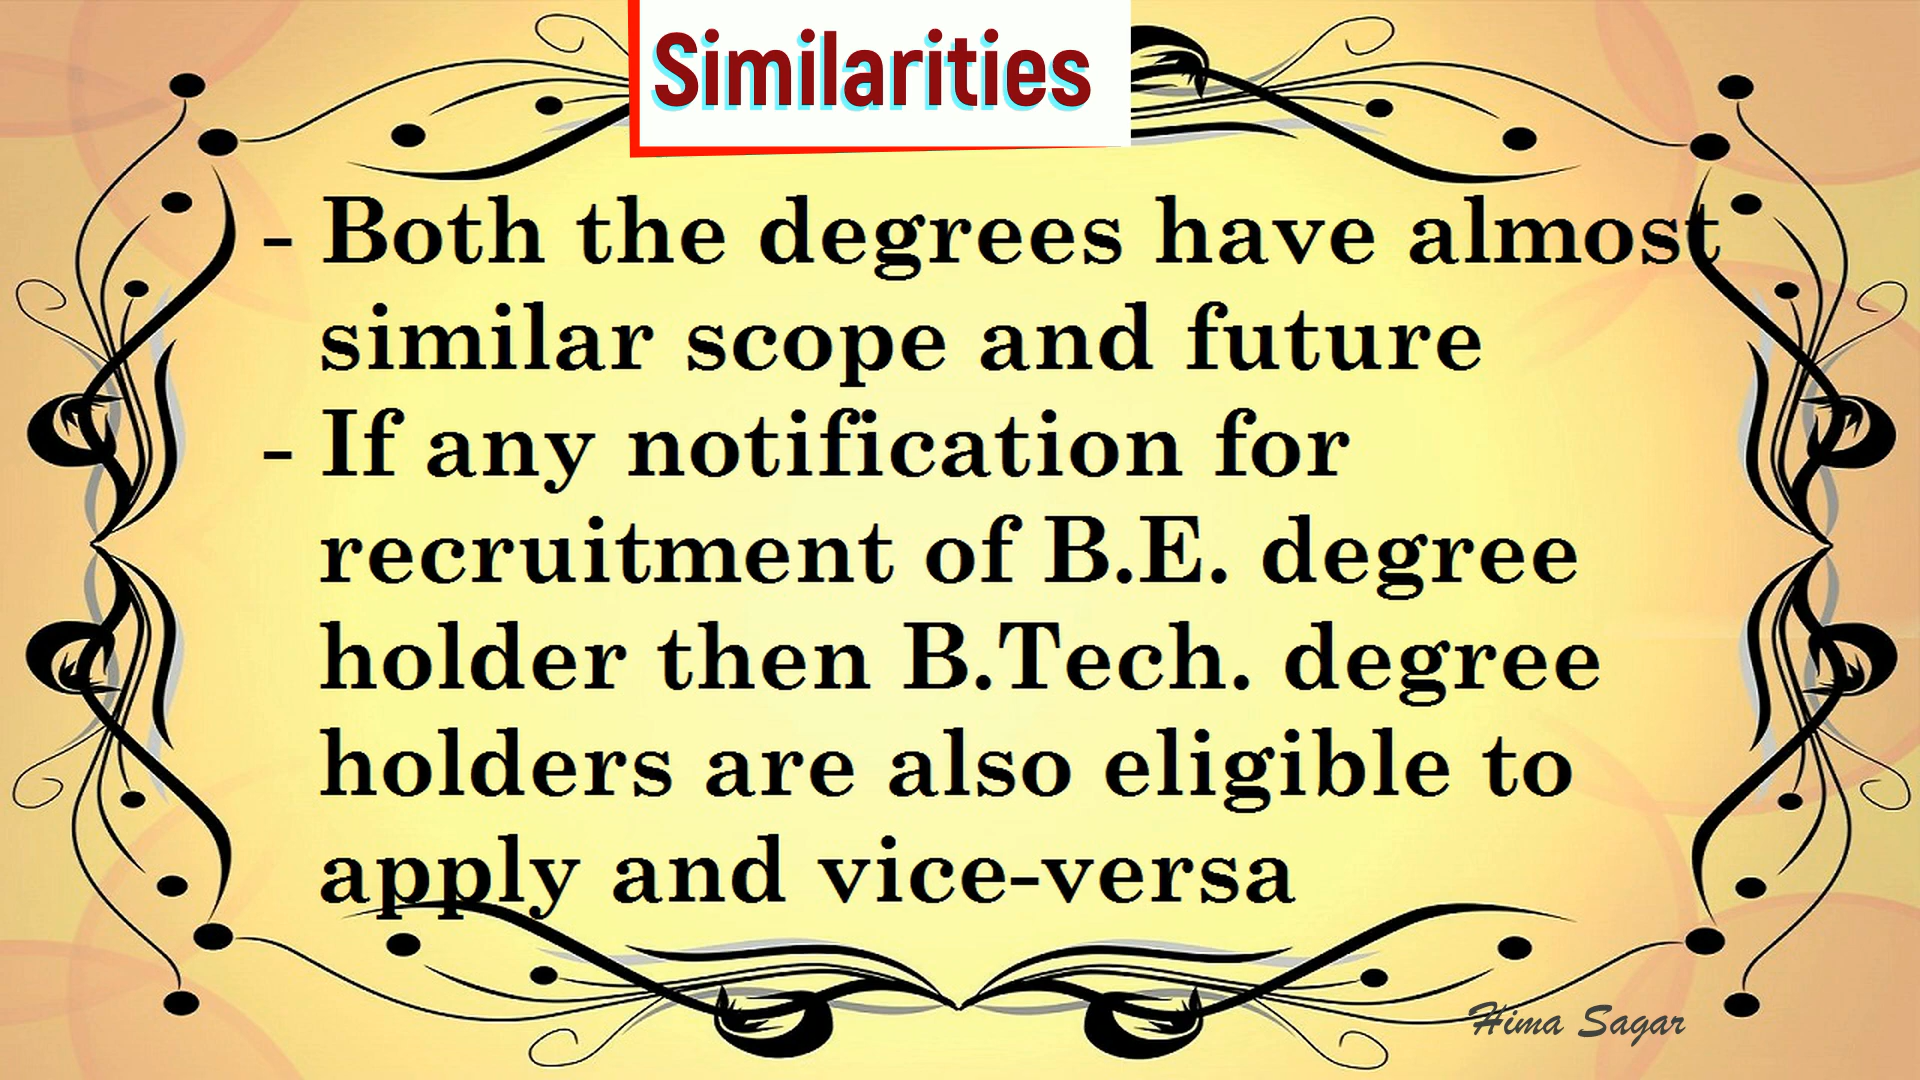 Similarities
- Both the degrees have almost
similar scope and future
- If any notification for
recruitment of B.E. degree
holder then B.Tech. degree
holders are also eligible to
apply and vice-versa
Hima Sagar